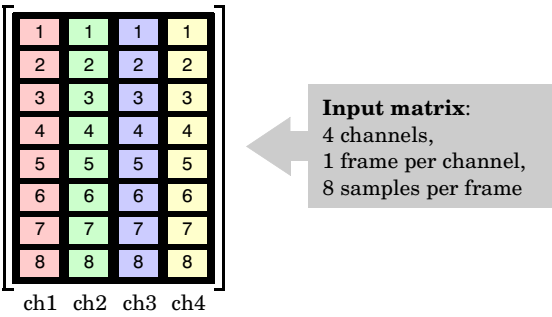 1 1 1 1
2 2 2 2
3 3 3 3
4 4 4 4
5 5 5 5
6 6 6 6
7 7 7 7
8 8 8 8
ch1 ch2 ch3 ch4
Input matrix:
4 channels,
1 frame per channel,
8 samples per frame